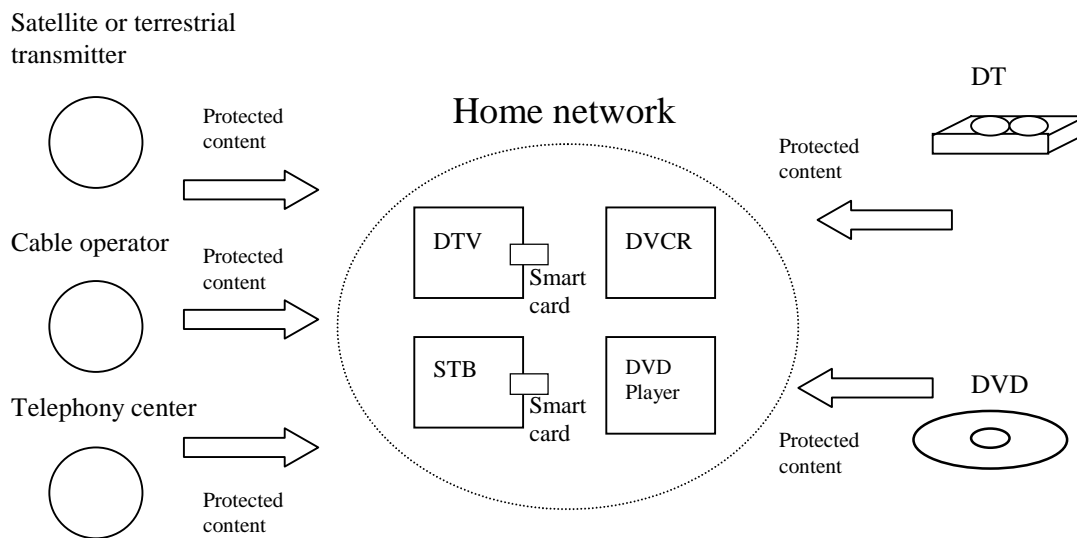 Satellite or terrestrial
transmitter
Protected
content
Cable operator
Protected
content
Telephony center
Protected
content
Home network
DTV
Smart
card
DVCR
STB
Smart
card
DVD
Player
DT
Protected
content
DVD
Protected
content